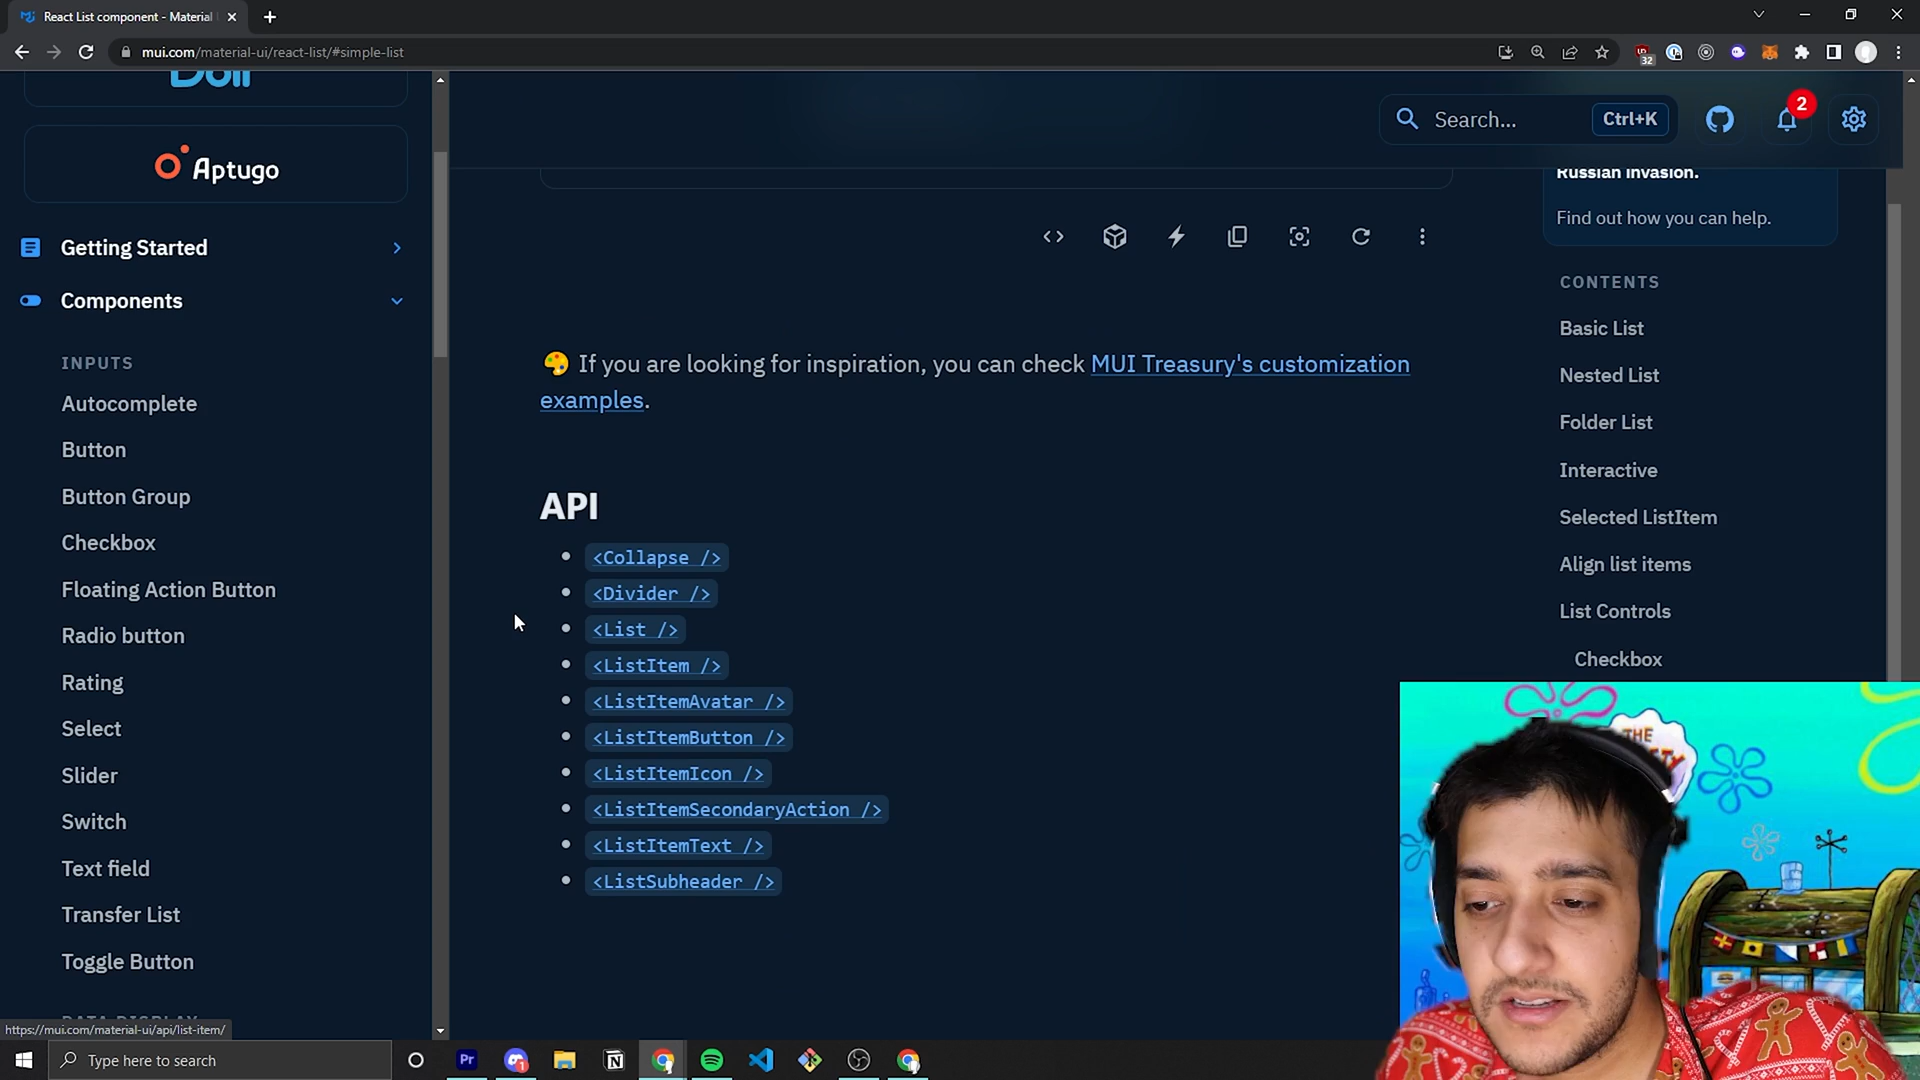 React List component - Material
mui.com/material-ui/react-list/#simple-list
32
Aptugo
Getting Started
Components
INPUTS
Autocomplete
Button
Button Group
Checkbox
Floating Action Button
Radio button
Rating
Select
Slider
Switch
Text field
Transfer List
Toggle Button
https://mui.com/material-ui/api/list-item/
Search...
Ctrl+K
2
Russian invasion.
Find out how you can help.
If you are looking for inspiration, you can check MUI Treasury's customization
examples.
API
<Collapse />
<Divider />
<List />
<ListItem />
<ListItemAvatar />
<ListItemButton />
<ListItemIcon />
<ListItemSecondaryAction />
<ListItemText />
<ListSubheader />
CONTENTS
Basic List
Nested List
Folder List
Interactive
Selected ListItem
Align list items
List Controls
Checkbox
THE
Type here to search
Pr